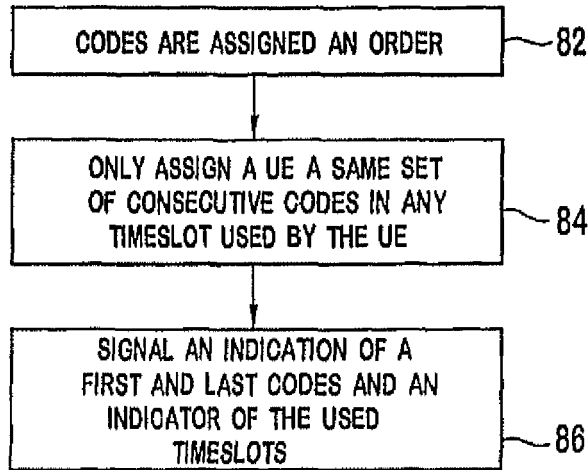 CODES ARE ASSIGNED AN ORDER
82
ONLY ASSIGN A UE A SAME SET
OF CONSECUTIVE CODES IN ANY
TIMESLOT USED BY THE UE
84
SIGNAL AN INDICATION OF A
FIRST AND LAST CODES AND AN
INDICATOR OF THE USED
TIMESLOTS
86